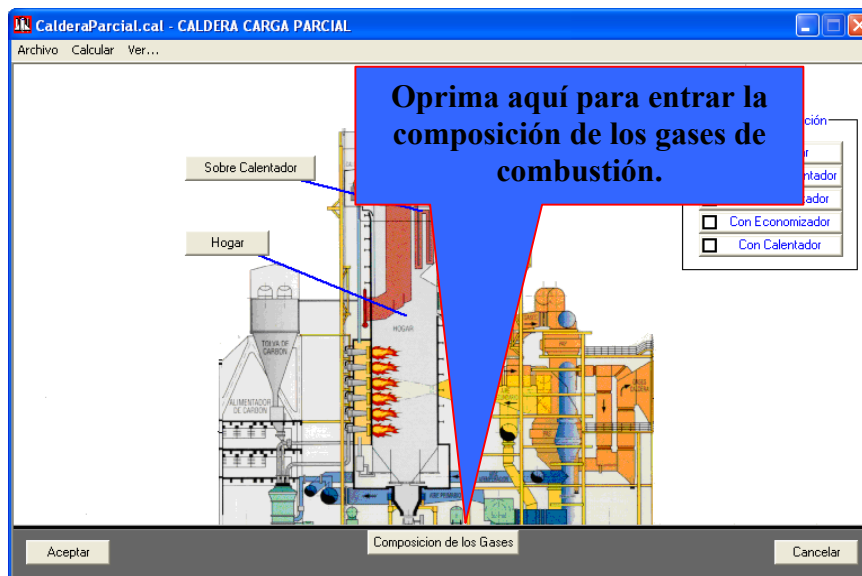 CalderaParcial.cal - CALDERA CARGA PARCIAL
Archivo Calcular Ver...
Oprima aquí para entrar la
composición de los gases de
combustión.
ción
Sobre Calentador
Hogar
Con Economizador
Con Calentador
HOGAR
TOLVA DE
CARBON
ALIMENTADOR
DE CARBON
Aceptar
Composicion de los Gases
Cancelar